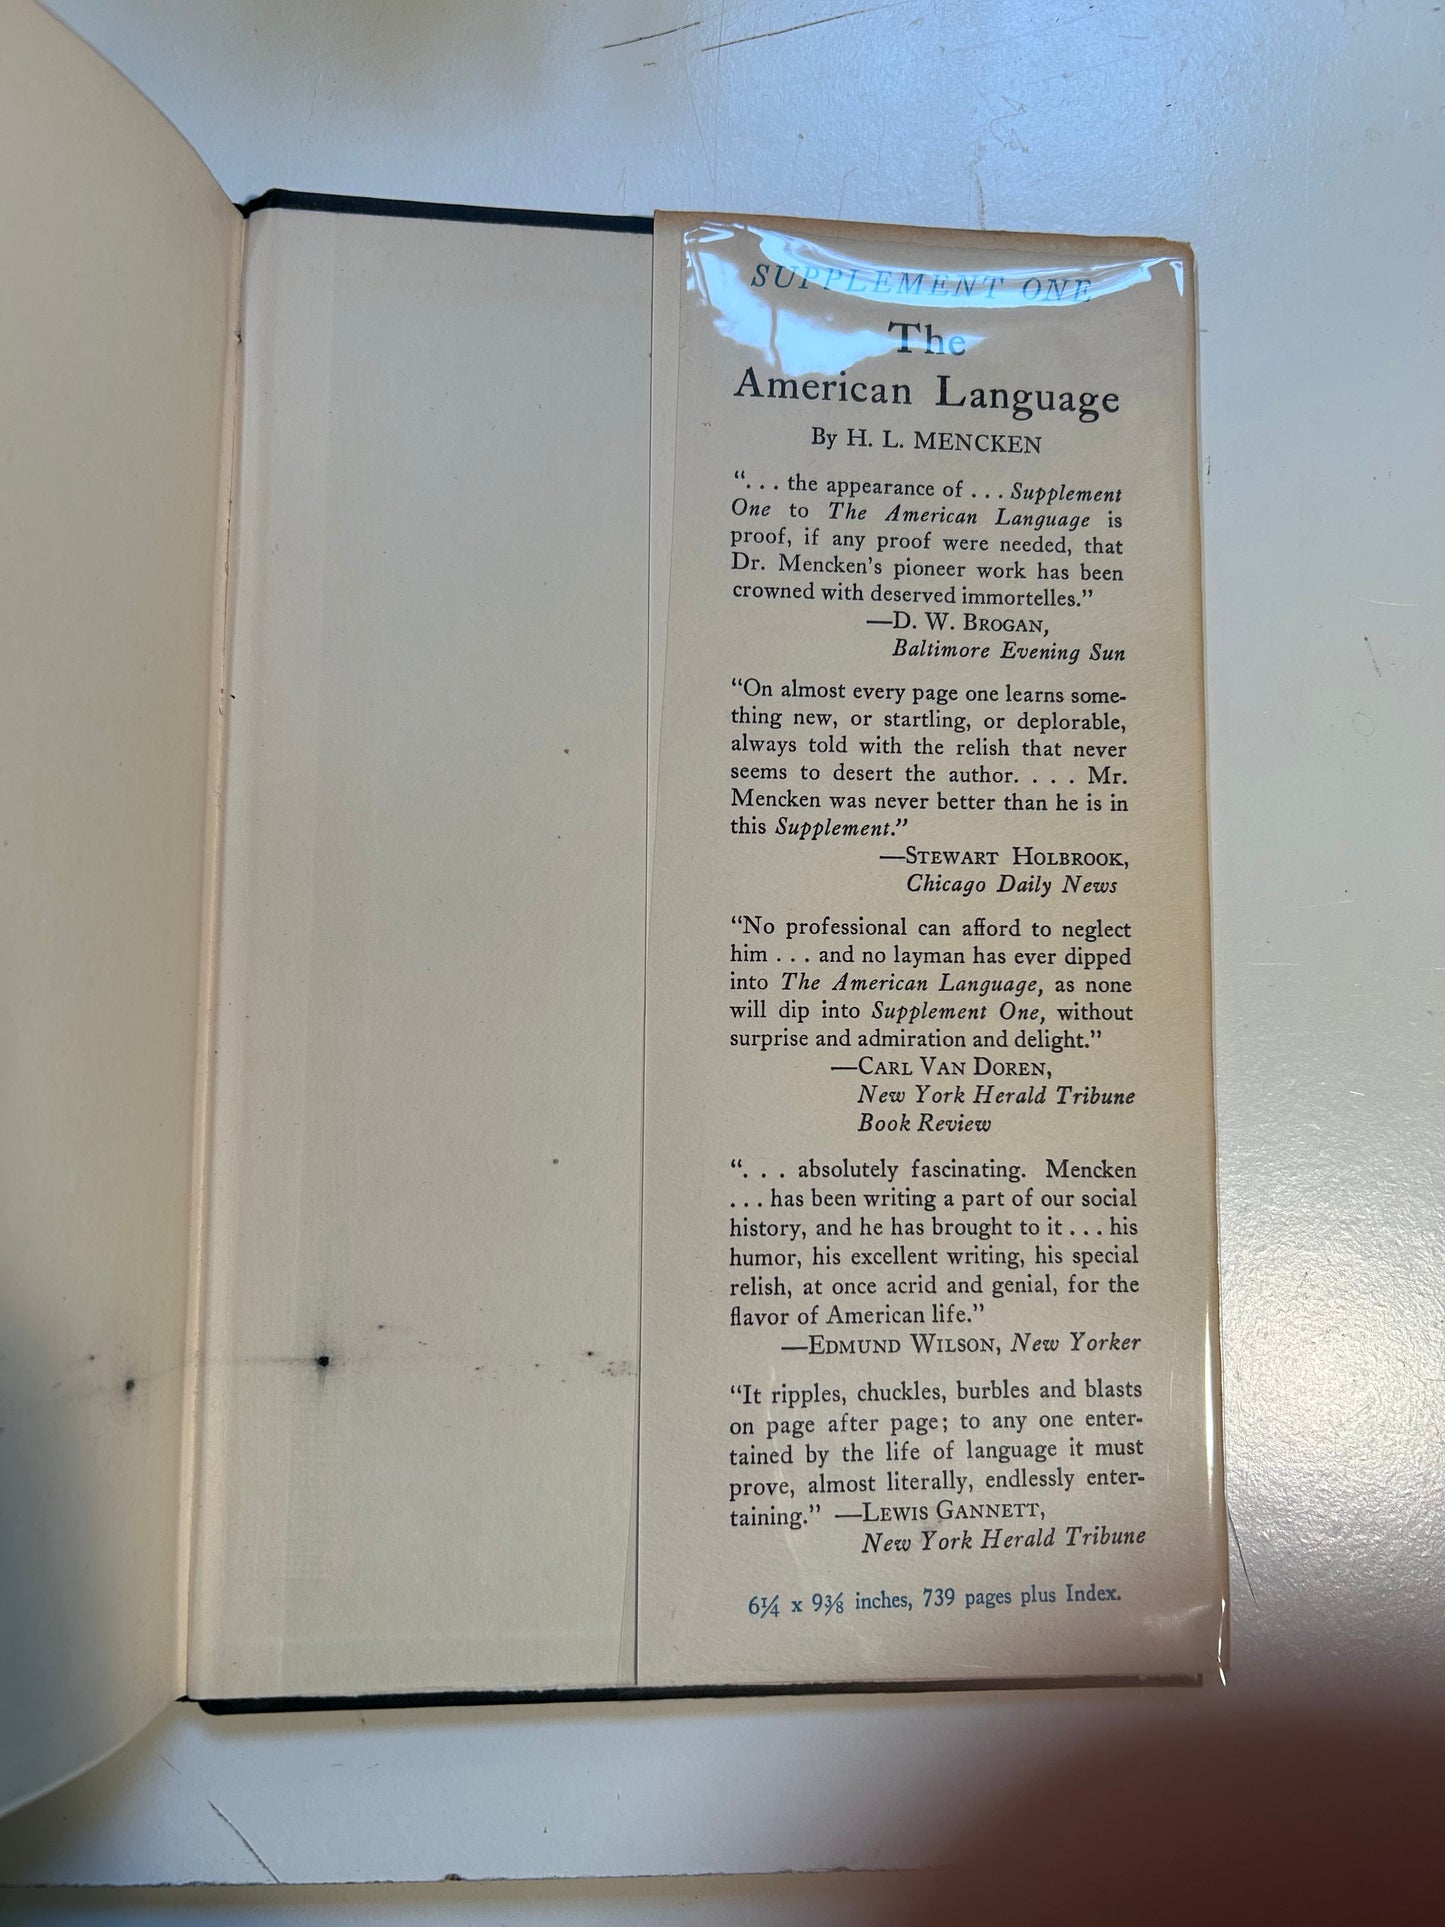 SUPPLEMENT ONE
The
American Language
By H. L. MENCKEN
“. . . the appearance of . . . Supplement
One to The American Language is
proof, if any proof were needed, that
Dr. Mencken’s pioneer work has been
crowned with deserved immortelles.”
—D. W. BROGAN,
Baltimore Evening Sun
“On almost every page one learns some-
thing new, or startling, or deplorable,
always told with the relish that never
seems to desert the author. . . . Mr.
Mencken was never better than he is in
this Supplement.”
—STEWART HOLBROOK,
Chicago Daily News
“No professional can afford to neglect
him . . . and no layman has ever dipped
into The American Language, as none
will dip into Supplement One, without
surprise and admiration and delight.”
—CARL VAN DOREN,
New York Herald Tribune
Book Review
“. . . absolutely fascinating. Mencken
. . . has been writing a part of our social
history, and he has brought to it . . . his
humor, his excellent writing, his special
relish, at once acrid and genial, for the
flavor of American life.”
—EDMUND WILSON, New Yorker
“It ripples, chuckles, burbles and blasts
on page after page; to any one enter-
tained by the life of language it must
prove, almost literally, endlessly enter-
taining.” —LEWIS GANNETT,
New York Herald Tribune
6¼ x 9⅜ inches, 739 pages plus Index.